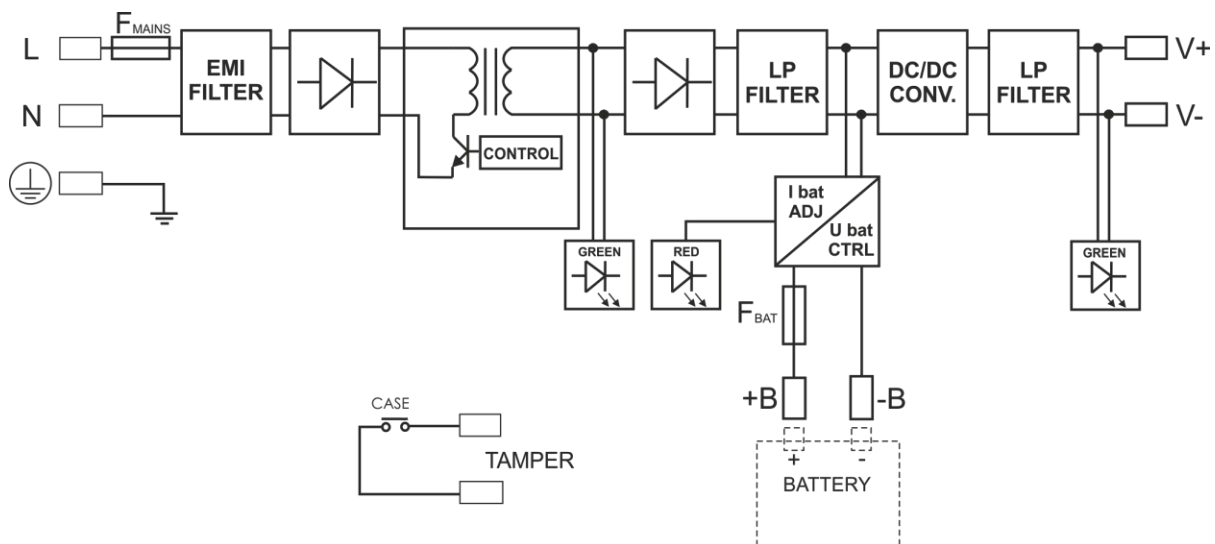 L
F MAINS
N
EMI
FILTER
CONTROL
GREEN
RED
LP
FILTER
DC/DC
CONV.
LP
FILTER
V+
V-
I bat
ADJ
U bat
CTRL
GREEN
F BAT
+B
-B
+
-
BATTERY
CASE
TAMPER